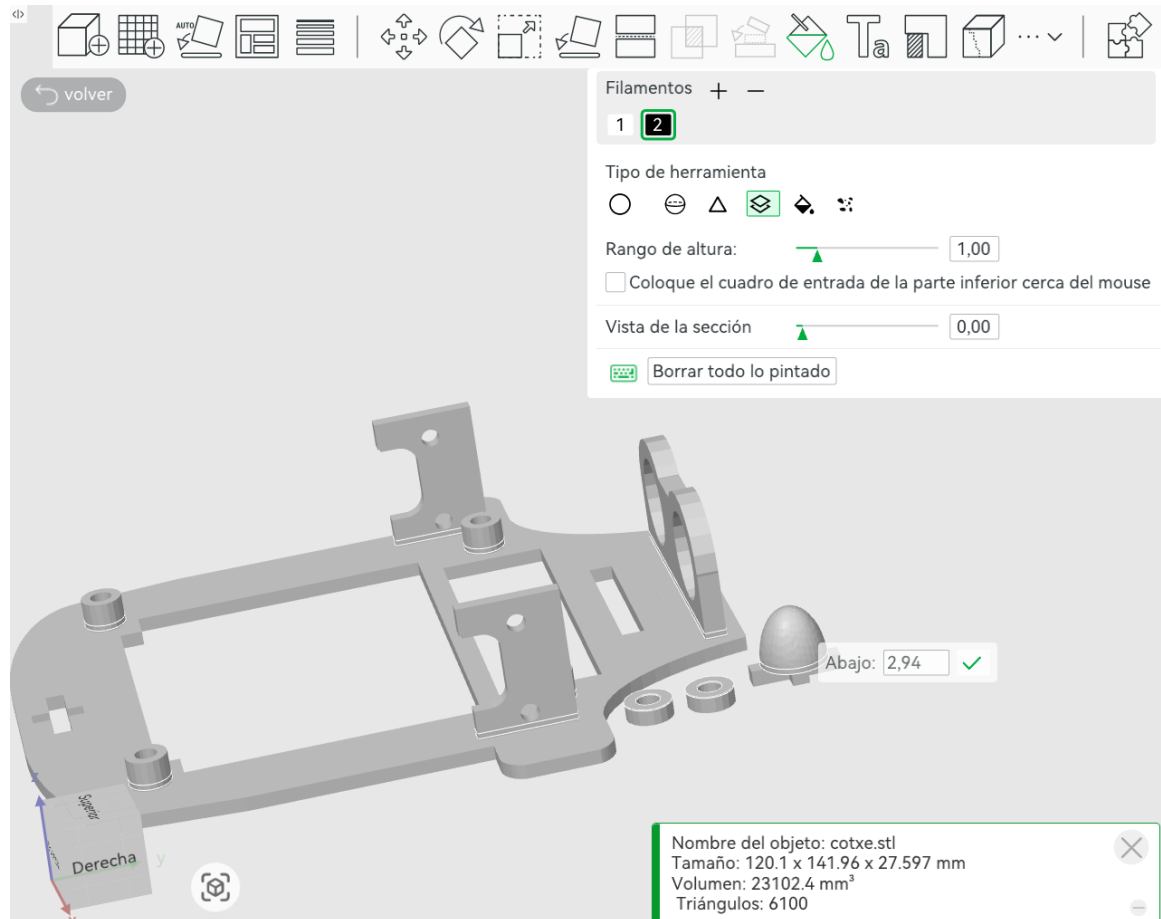 AUTO
Ta
volver
Filamentos + −
1 2
Tipo de herramienta
Rango de altura: 1,00
Coloque el cuadro de entrada de la parte inferior cerca del mouse
Vista de la sección 0,00
Borrar todo lo pintado
Abajo: 2,94
Superior
Derecha
y
Nombre del objeto: cotxe.stl
Tamaño: 120.1 x 141.96 x 27.597 mm
Volumen: 23102.4 mm³
Triángulos: 6100